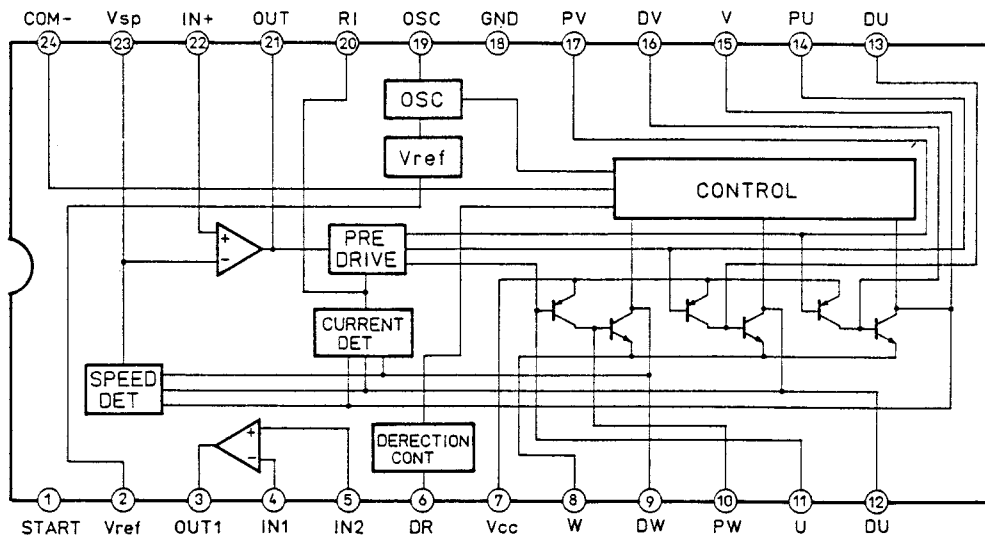 COM- Vsp IN+ OUT RI OSC GND PV DV V PU DU
24 23 22 21 20 19 18 17 16 15 14 13
OSC
Vref
CONTROL
+
-
PRE
DRIVE
CURRENT
DET
SPEED
DET
+
-
DERECTION
CONT
1 2 3 4 5 6 7 8 9 10 11 12
START Vref OUT1 IN1 IN2 DR Vcc W DW PW U DU